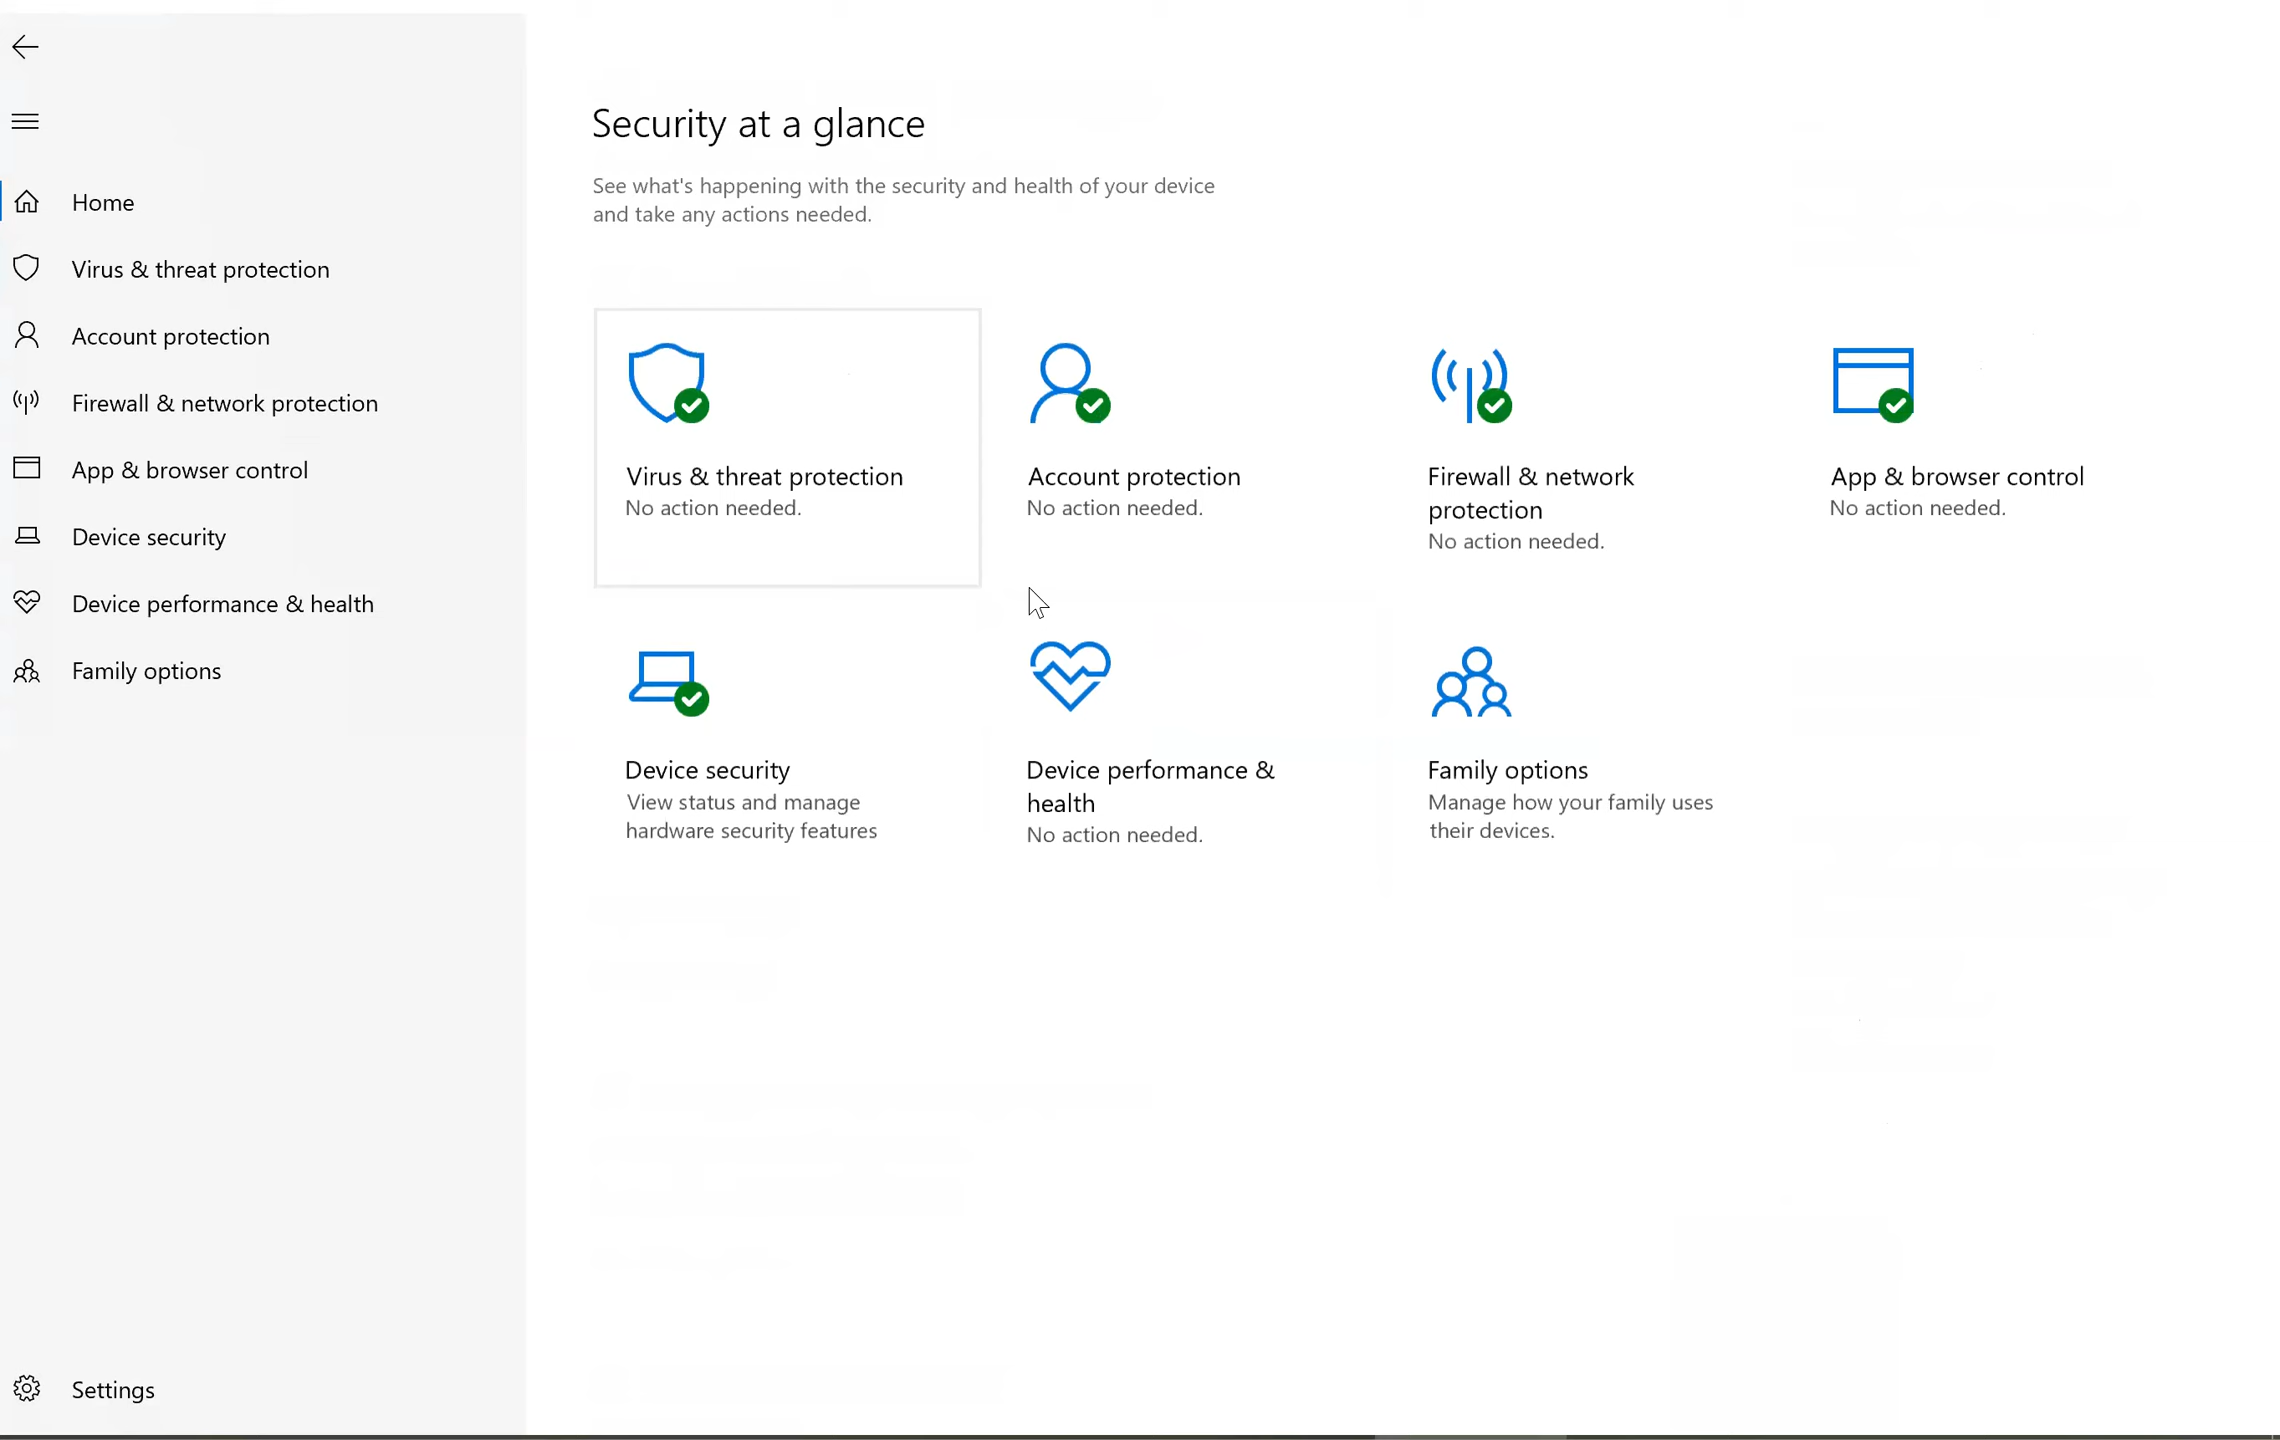 Home
Virus & threat protection
Account protection
Firewall & network protection
App & browser control
Device security
Device performance & health
Family options
Settings
Security at a glance
See what's happening with the security and health of your device
and take any actions needed.
Virus & threat protection
No action needed.
Account protection
No action needed.
Firewall & network
protection
No action needed.
App & browser control
No action needed.
Device security
View status and manage
hardware security features
Device performance &
health
No action needed.
Family options
Manage how your family uses
their devices.